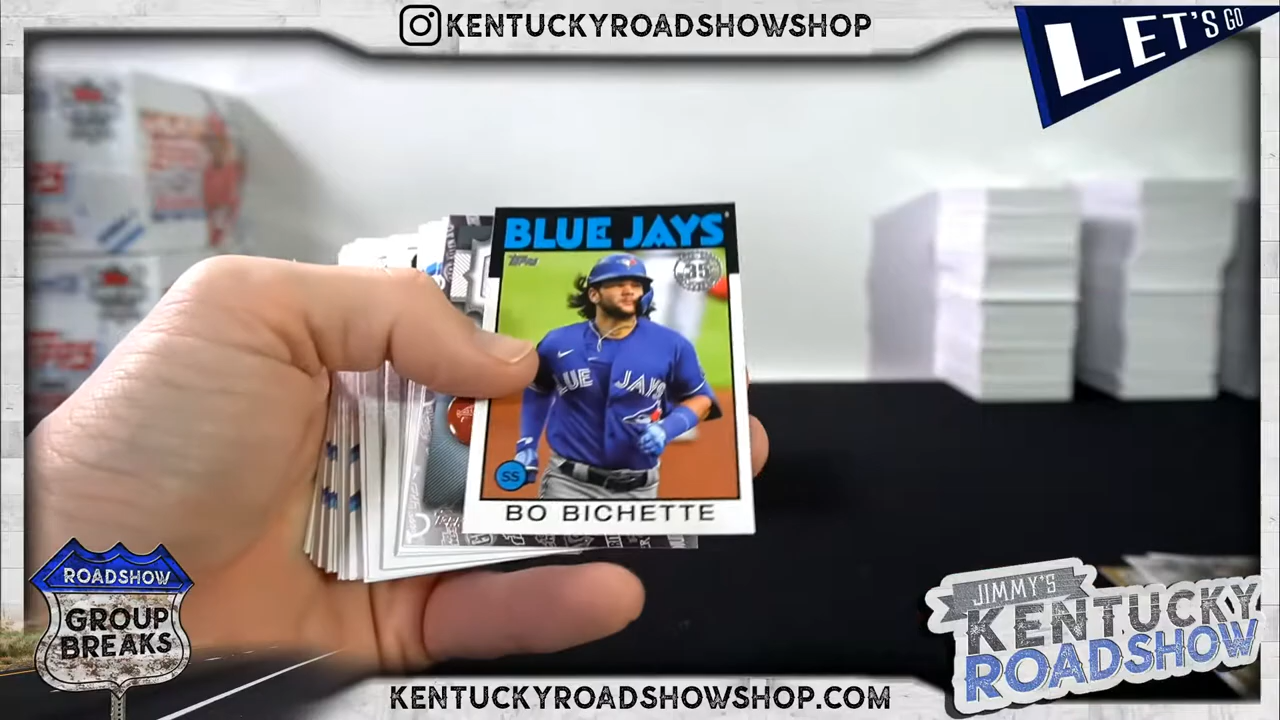 KENTUCKYROADSHOWSHOP
LET'S GO
BLUE JAYS
Topps
35
BLUE JAYS
SS
BO BICHETTE
ROADSHOW
GROUP
BREAKS
JIMMY'S
KENTUCKY
ROADSHOW
KENTUCKYROADSHOWSHOP.COM